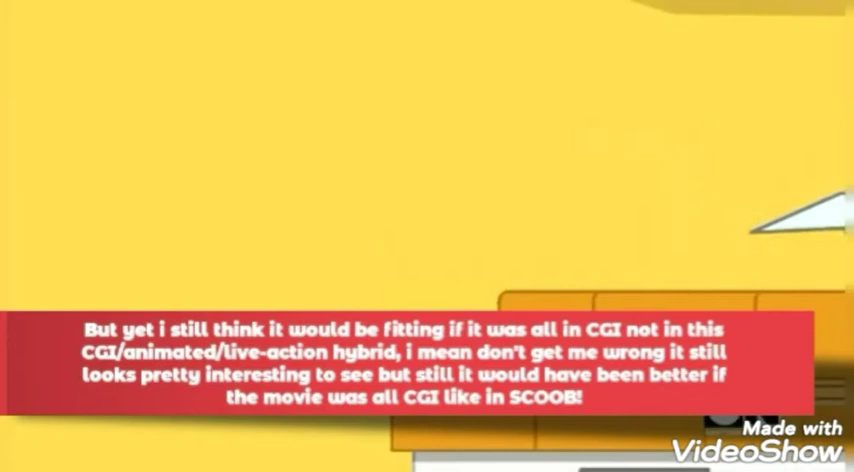 But yet i still think it would be fitting if it was all in CGI not in this
CGI/animated/live-action hybrid, i mean don't get me wrong it still
looks pretty interesting to see but still it would have been better if
the movie was all CGI like in SCOOB!
Made with
VideoShow